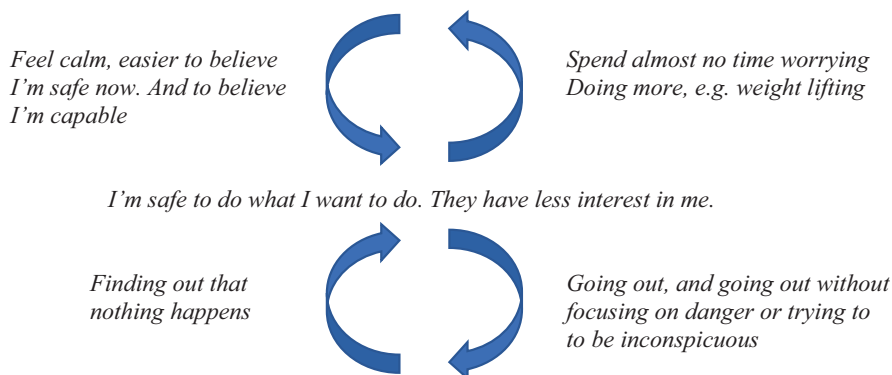 Feel calm, easier to believe
I’m safe now. And to believe
I’m capable
Spend almost no time worrying
Doing more, e.g. weight lifting
I’m safe to do what I want to do. They have less interest in me.
Finding out that
nothing happens
Going out, and going out without
focusing on danger or trying to
to be inconspicuous